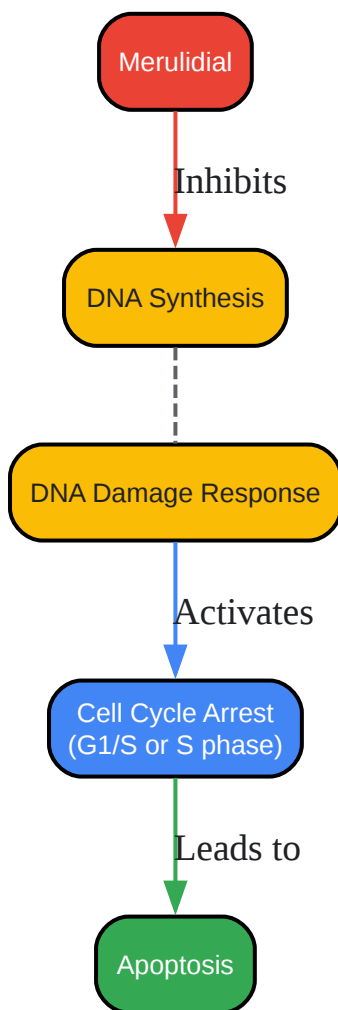 Merulidial
Inhibits
DNA Synthesis
DNA Damage Response
Activates
Cell Cycle Arrest
(G1/S or S phase)
Leads to
Apoptosis